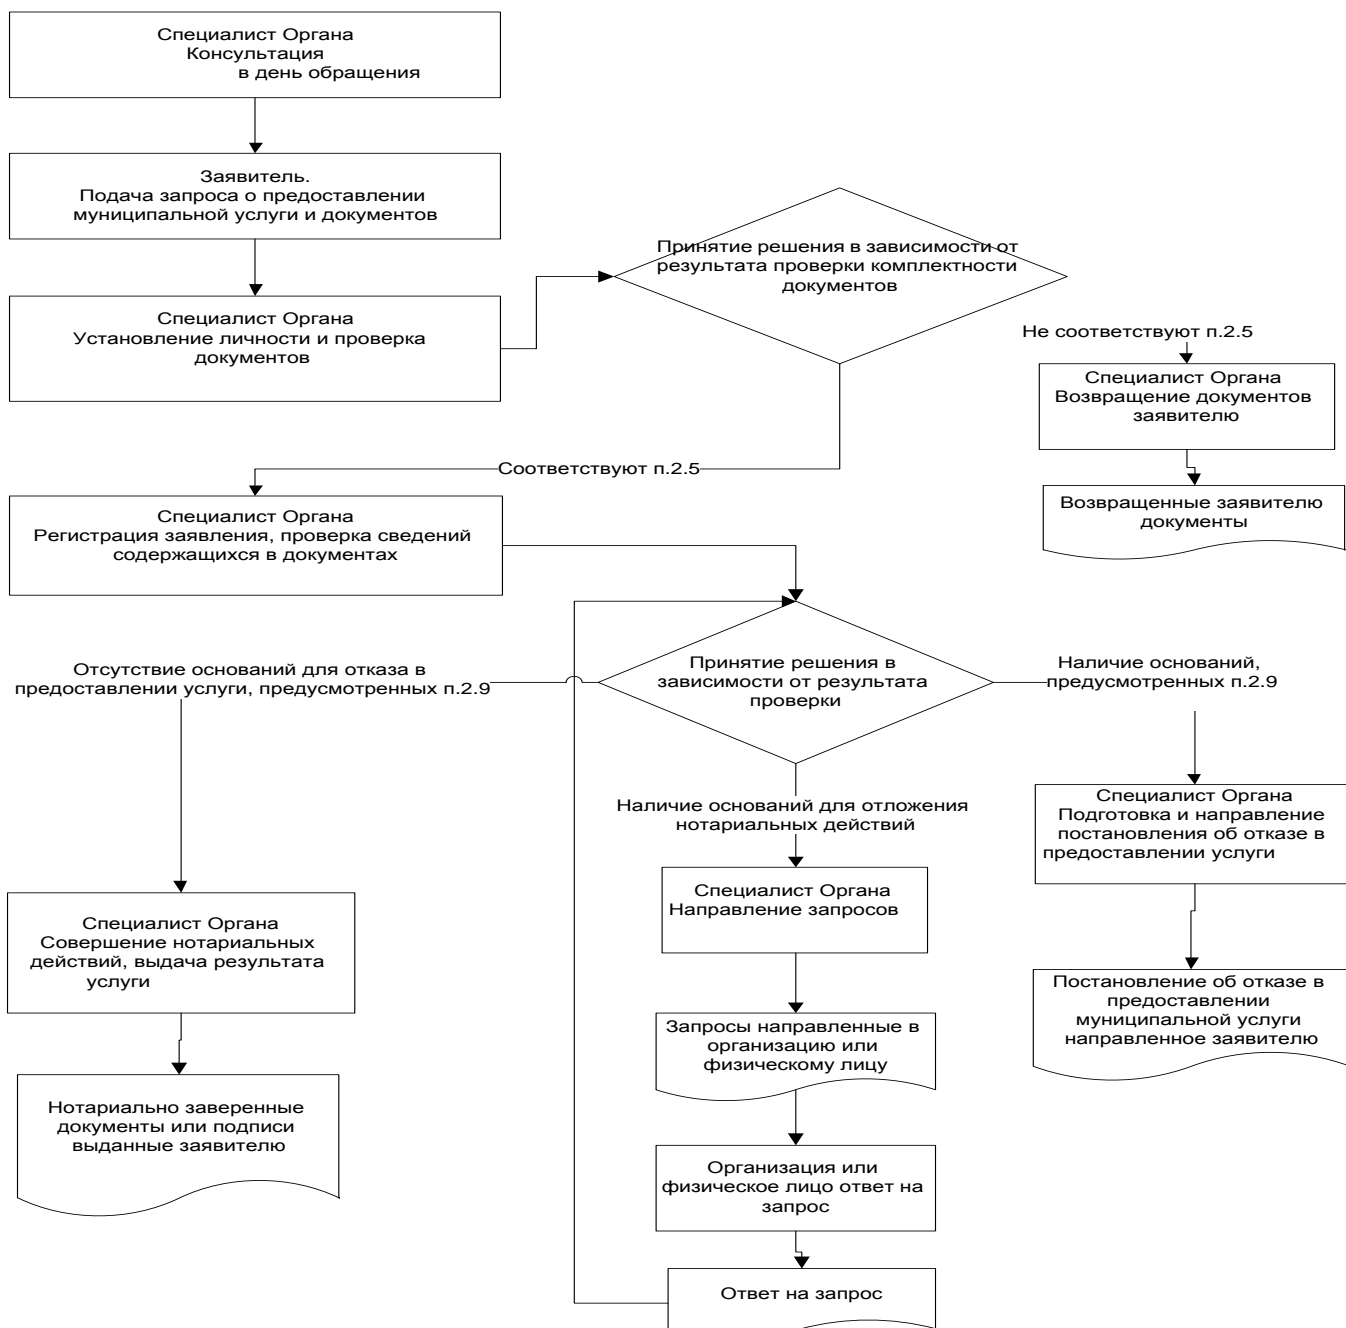 Специалист Органа
Консультация
в день обращения
Заявитель.
Подача запроса о предоставлении
муниципальной услуги и документов
Специалист Органа
Установление личности и проверка
документов
Принятие решения в зависимости от
результата проверки комплектности
документов
Не соответствуют п.2.5
Специалист Органа
Возвращение документов
заявителю
Возвращенные заявителю
документы
Соответствуют п.2.5
Специалист Органа
Регистрация заявления, проверка сведений
содержащихся в документах
Принятие решения в
зависимости от результата
проверки
Отсутствие оснований для отказа в
предоставлении услуги, предусмотренных п.2.9
Наличие оснований,
предусмотренных п.2.9
Наличие оснований для отложения
нотариальных действий
Специалист Органа
Подготовка и направление
постановления об отказе в
предоставлении услуги
Специалист Органа
Направление запросов
Специалист Органа
Совершение нотариальных
действий, выдача результата
услуги
Постановление об отказе в
предоставлении
муниципальной услуги
направленное заявителю
Запросы направленные в
организацию или
физическому лицу
Нотариально заверенные
документы или подписи
выданные заявителю
Организация или
физическое лицо ответ на
запрос
Ответ на запрос